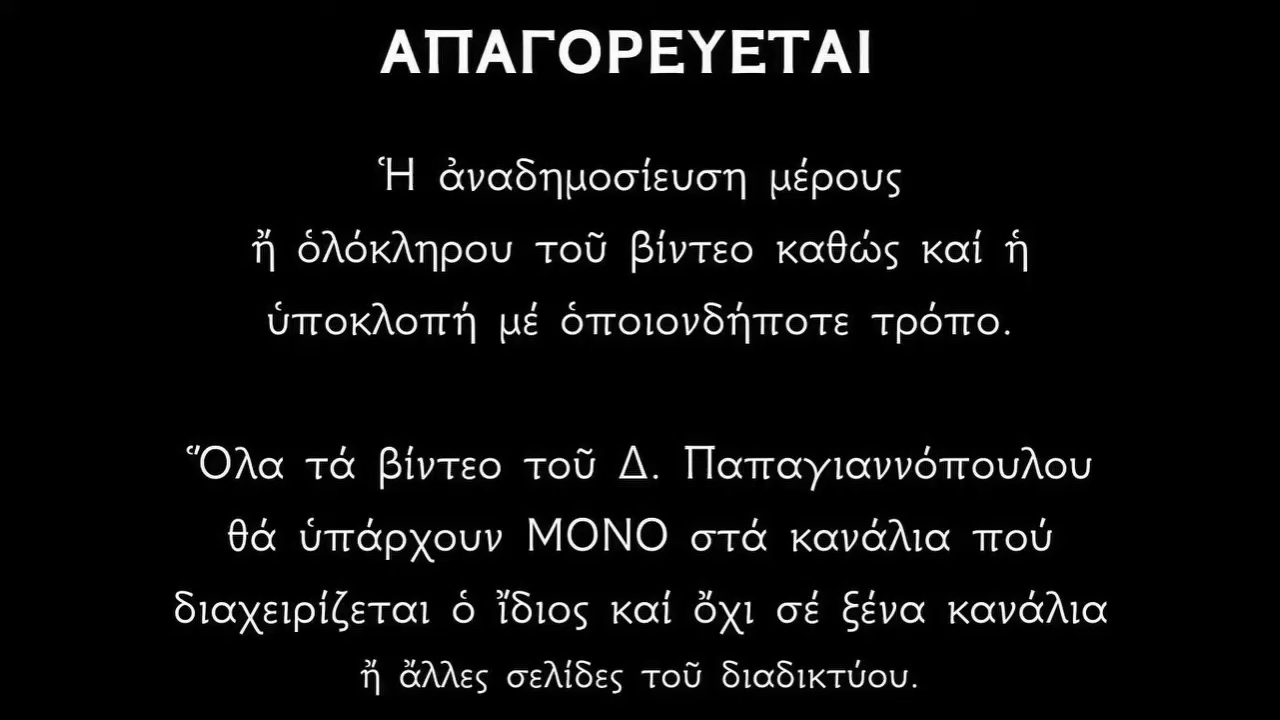 ΑΠΑΓΟΡΕΥΕΤΑΙ
Ἡ ἀναδημοσίευση μέρους
ἤ ὁλόκληρου τοῦ βίντεο καθώς καί ἡ
ὑποκλοπή μέ ὁποιονδήποτε τρόπο.
Ὅλα τά βίντεο τοῦ Δ. Παπαγιαννόπουλου
θά ὑπάρχουν ΜΟΝΟ στά κανάλια πού
διαχειρίζεται ὁ ἴδιος καί ὄχι σέ ξένα κανάλια
ἤ ἄλλες σελίδες τοῦ διαδικτύου.